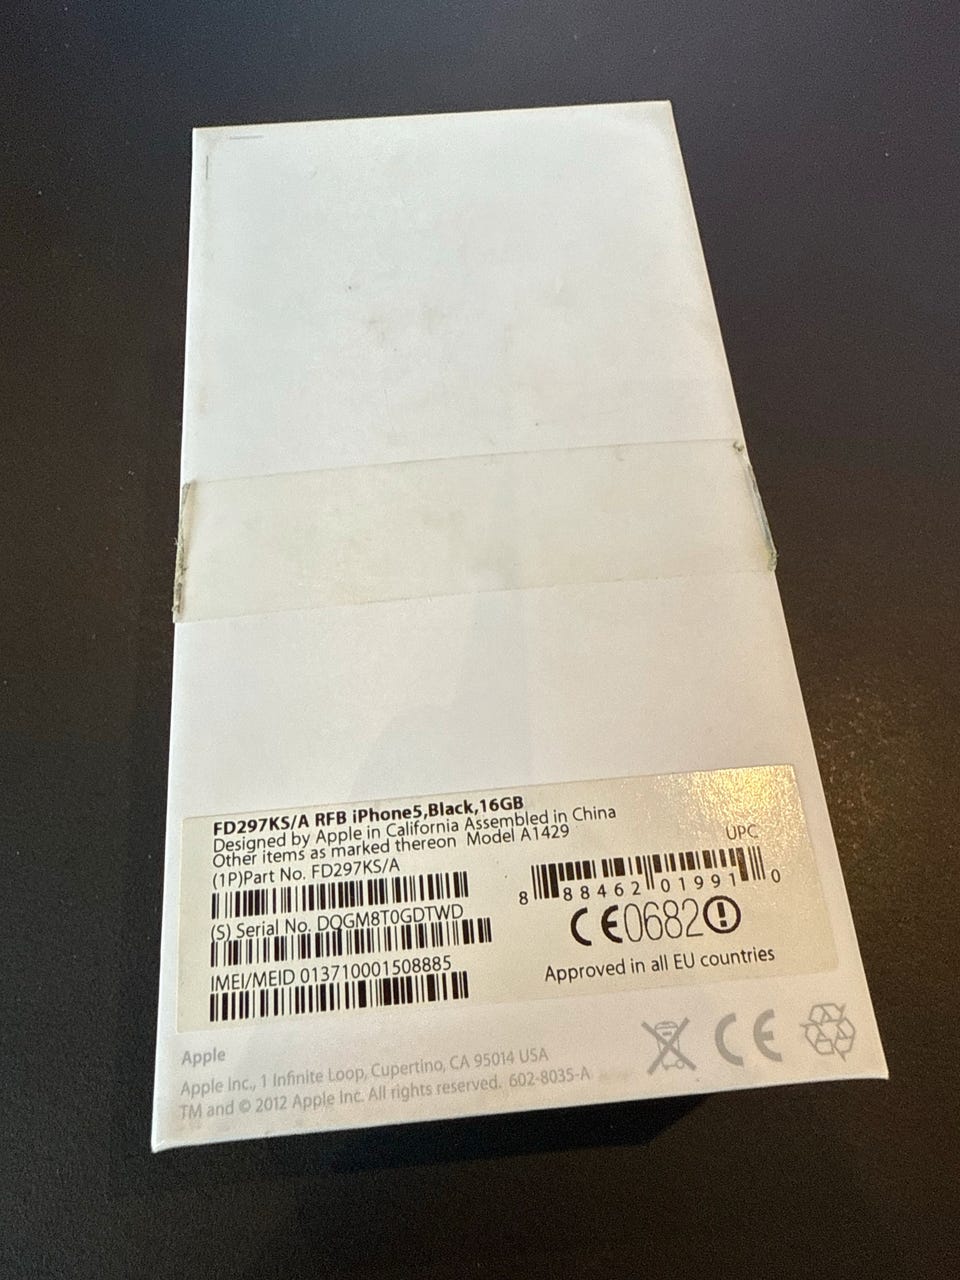 FD297KS/A RFB iPhone5,Black,16GB
Designed by Apple in California Assembled in China
Other items as marked thereon Model A1429
(1P)Part No. FD297KS/A
(S) Serial No. DQGM8T0GDTWD
IMEI/MEID 013710001508885
UPC
8 88462 01991 0
CE0682
Approved in all EU countries
Apple
Apple Inc., 1 Infinite Loop, Cupertino, CA 95014 USA
TM and © 2012 Apple Inc. All rights reserved. 602-8035-A
CE